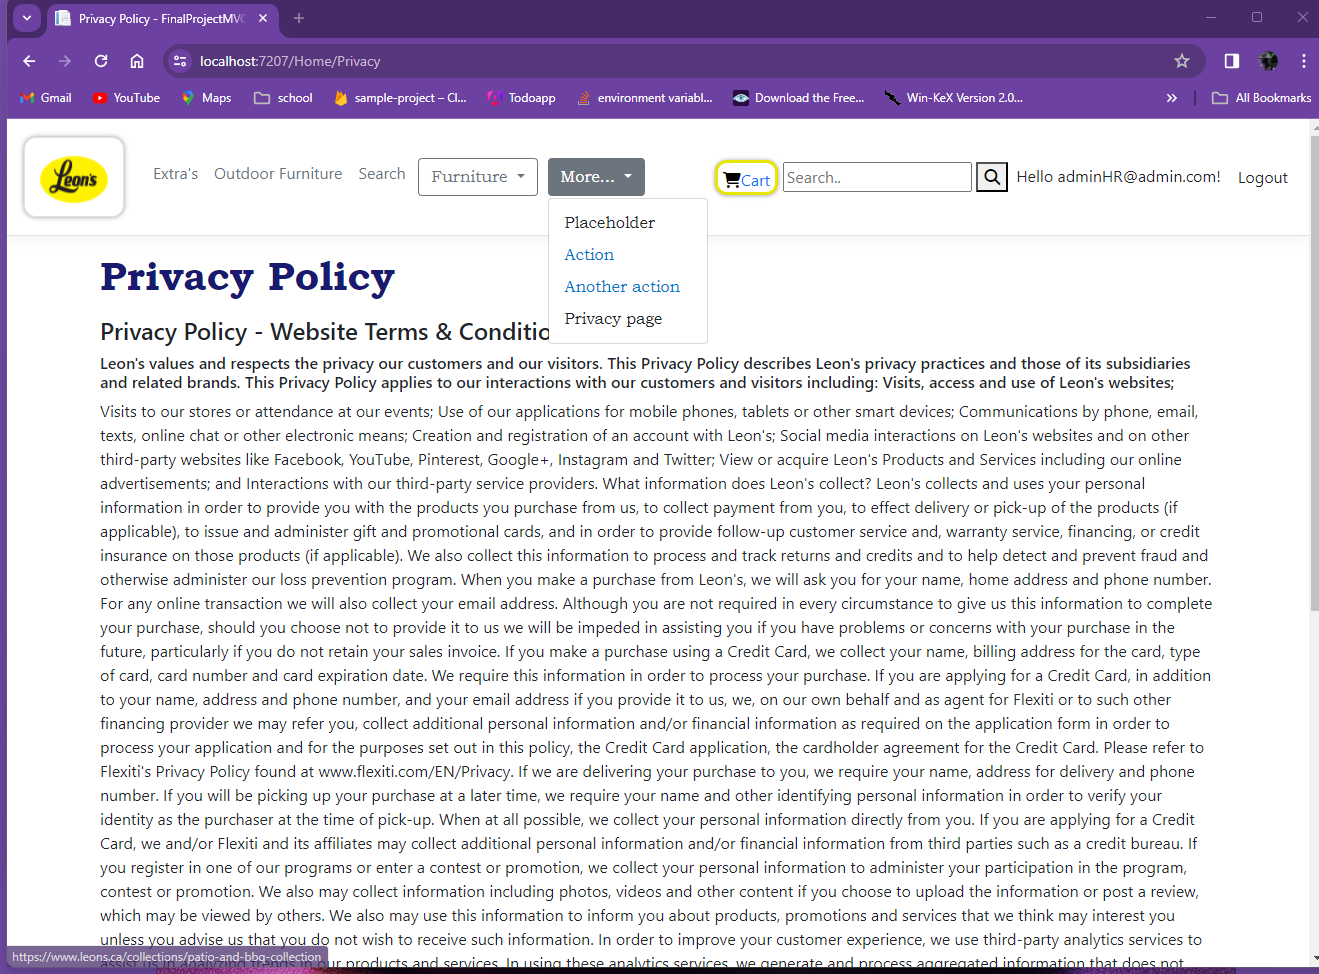 Privacy Policy - FinalProjectMVC
localhost:7207/Home/Privacy
Gmail
YouTube
Maps
school
sample-project – Cl...
Todoapp
environment variabl...
Download the Free...
Win-KeX Version 2.0...
»
All Bookmarks
Leon's
Extra's
Outdoor Furniture
Search
Furniture
More...
Cart
Search..
Hello adminHR@admin.com!
Logout
Placeholder
Action
Another action
Privacy page
Privacy Policy
Privacy Policy - Website Terms & Conditio
Leon's values and respects the privacy our customers and our visitors. This Privacy Policy describes Leon's privacy practices and those of its subsidiaries
and related brands. This Privacy Policy applies to our interactions with our customers and visitors including: Visits, access and use of Leon's websites;
Visits to our stores or attendance at our events; Use of our applications for mobile phones, tablets or other smart devices; Communications by phone, email,
texts, online chat or other electronic means; Creation and registration of an account with Leon's; Social media interactions on Leon's websites and on other
third-party websites like Facebook, YouTube, Pinterest, Google+, Instagram and Twitter; View or acquire Leon's Products and Services including our online
advertisements; and Interactions with our third-party service providers. What information does Leon's collect? Leon's collects and uses your personal
information in order to provide you with the products you purchase from us, to collect payment from you, to effect delivery or pick-up of the products (if
applicable), to issue and administer gift and promotional cards, and in order to provide follow-up customer service and, warranty service, financing, or credit
insurance on those products (if applicable). We also collect this information to process and track returns and credits and to help detect and prevent fraud and
otherwise administer our loss prevention program. When you make a purchase from Leon's, we will ask you for your name, home address and phone number.
For any online transaction we will also collect your email address. Although you are not required in every circumstance to give us this information to complete
your purchase, should you choose not to provide it to us we will be impeded in assisting you if you have problems or concerns with your purchase in the
future, particularly if you do not retain your sales invoice. If you make a purchase using a Credit Card, we collect your name, billing address for the card, type
of card, card number and card expiration date. We require this information in order to process your purchase. If you are applying for a Credit Card, in addition
to your name, address and phone number, and your email address if you provide it to us, we, on our own behalf and as agent for Flexiti or to such other
financing provider we may refer you, collect additional personal information and/or financial information as required on the application form in order to
process your application and for the purposes set out in this policy, the Credit Card application, the cardholder agreement for the Credit Card. Please refer to
Flexiti's Privacy Policy found at www.flexiti.com/EN/Privacy. If we are delivering your purchase to you, we require your name, address for delivery and phone
number. If you will be picking up your purchase at a later time, we require your name and other identifying personal information in order to verify your
identity as the purchaser at the time of pick-up. When at all possible, we collect your personal information directly from you. If you are applying for a Credit
Card, we and/or Flexiti and its affiliates may collect additional personal information and/or financial information from third parties such as a credit bureau. If
you register in one of our programs or enter a contest or promotion, we collect your personal information to administer your participation in the program,
contest or promotion. We also may collect information including photos, videos and other content if you choose to upload the information or post a review,
which may be viewed by others. We also may use this information to inform you about products, promotions and services that we think may interest you
unless you advise us that you do not wish to receive such information. In order to improve your customer experience, we use third-party analytics services to
assist us in analyzing trends in our products and services. In using these analytics services, we generate and process aggregated information that does not
https://www.leons.ca/collections/patio-and-bbq-collection